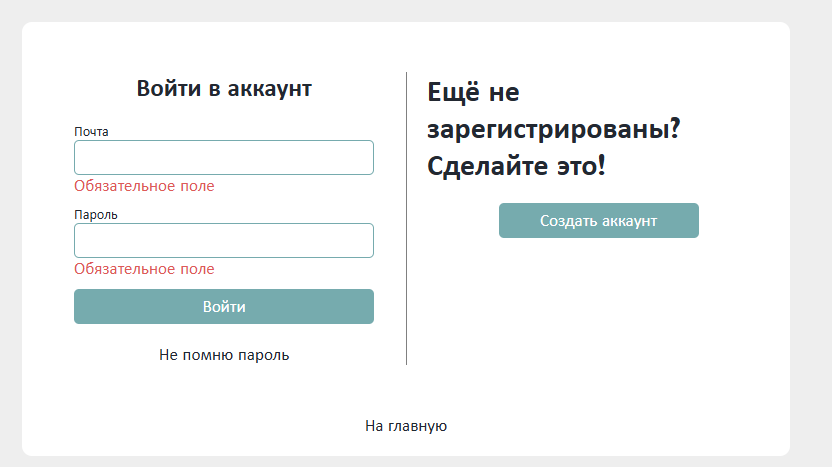 Войти в аккаунт
Почта
Обязательное поле
Пароль
Обязательное поле
Войти
Не помню пароль
Ещё не
зарегистрированы?
Сделайте это!
Создать аккаунт
На главную